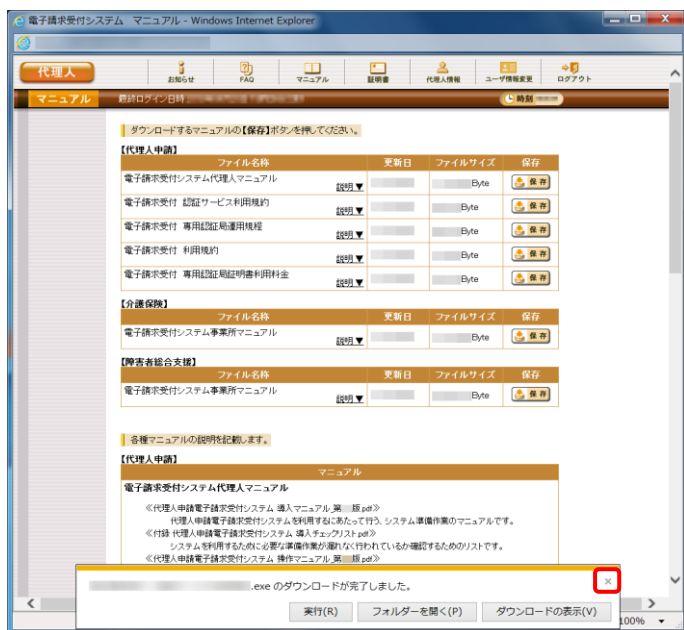 電子請求受付システム マニュアル - Windows Internet Explorer
代理人
お知らせ FAQ マニュアル 証明書 代理人情報 ユーザ情報変更 ログアウト
マニュアル 最終ログイン日時 時刻
ダウンロードするマニュアルの【保存】ボタンを押してください。
【代理人申請】
ファイル名称 更新日 ファイルサイズ 保存
電子請求受付システム代理人マニュアル 説明▼ Byte 保存
電子請求受付 認証サービス利用規約 説明▼ Byte 保存
電子請求受付 専用認証局運用規程 説明▼ Byte 保存
電子請求受付 利用規約 説明▼ Byte 保存
電子請求受付 専用認証局証明書利用料金 説明▼ Byte 保存
【介護保険】
ファイル名称 更新日 ファイルサイズ 保存
電子請求受付システム事業所マニュアル 説明▼ Byte 保存
【障害者総合支援】
ファイル名称 更新日 ファイルサイズ 保存
電子請求受付システム事業所マニュアル 説明▼ Byte 保存
各種マニュアルの説明を記載します。
【代理人申請】
マニュアル
電子請求受付システム代理人マニュアル
≪代理人申請電子請求受付システム 導入マニュアル_第 版.pdf≫
代理人申請電子請求受付システムを利用するにあたって行う、システム準備作業のマニュアルです。
≪付録 代理人申請電子請求受付システム 導入チェックリスト.pdf≫
システムを利用するために必要な準備作業が漏れなく行われているか確認するためのリストです。
≪代理人申請電子請求受付システム 操作マニュアル_第 版.pdf≫
.exe のダウンロードが完了しました。 ×
実行(R) フォルダーを開く(P) ダウンロードの表示(V)
100%